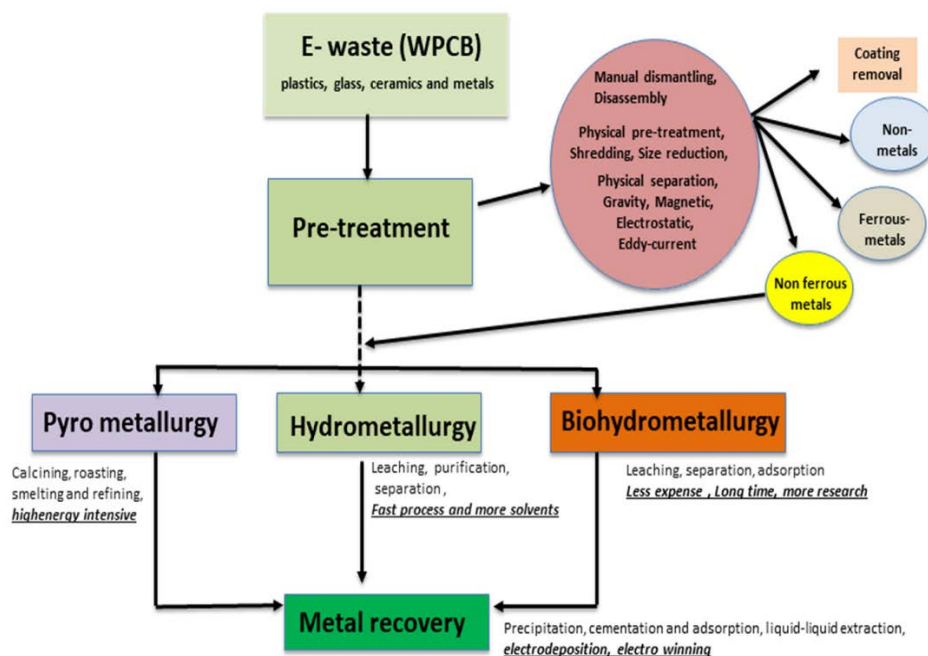 E- waste (WPCB)
plastics, glass, ceramics and metals
Manual dismantling,
Disassembly
Physical pre-treatment,
Shredding, Size reduction,
Physical separation,
Gravity, Magnetic,
Electrostatic,
Eddy-current
Coating
removal
Non-
metals
Ferrous-
metals
Non ferrous
metals
Pre-treatment
Pyro metallurgy
Calcining, roasting,
smelting and refining,
highenergy intensive
Hydrometallurgy
Leaching, purification,
separation ,
Fast process and more solvents
Biohydrometallurgy
Leaching, separation, adsorption
Less expense , Long time, more research
Metal recovery
Precipitation, cementation and adsorption, liquid-liquid extraction,
electrodeposition, electro winning